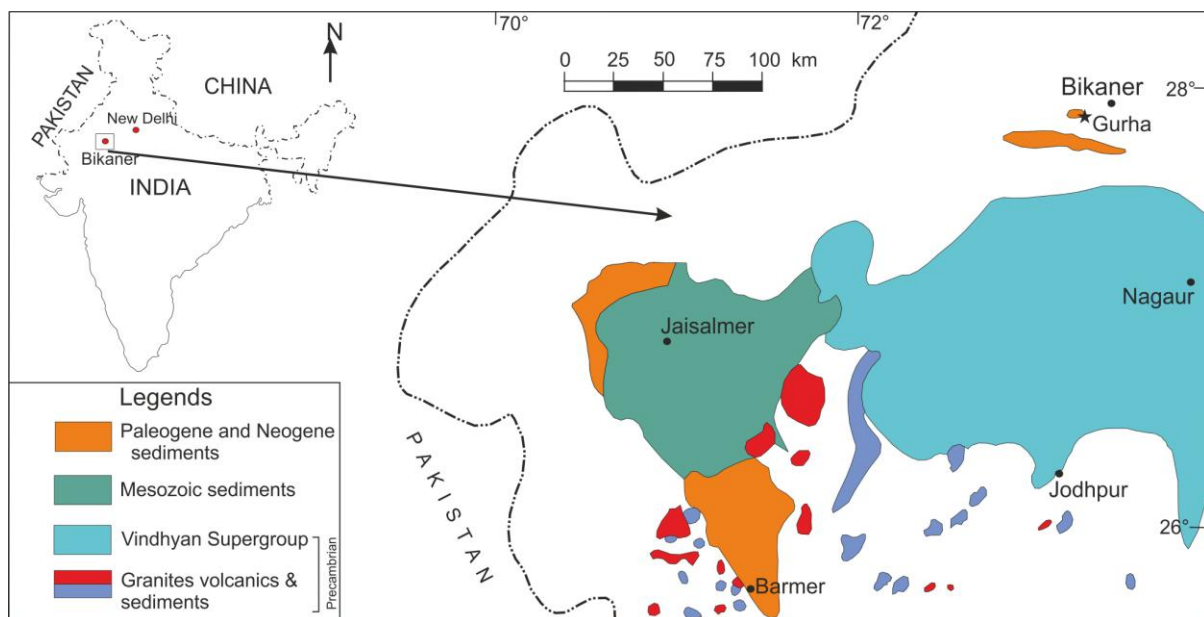 70°
72°
N
0 25 50 75 100 km
CHINA
PAKISTAN
New Delhi
Bikaner
INDIA
Bikaner
28°
Gurha
Nagaur
Jaisalmer
Legends
Paleogene and Neogene
sediments
Mesozoic sediments
Vindhyan Supergroup
Granites volcanics &
sediments
Precambrian
PAKISTAN
Jodhpur
26°
Barmer